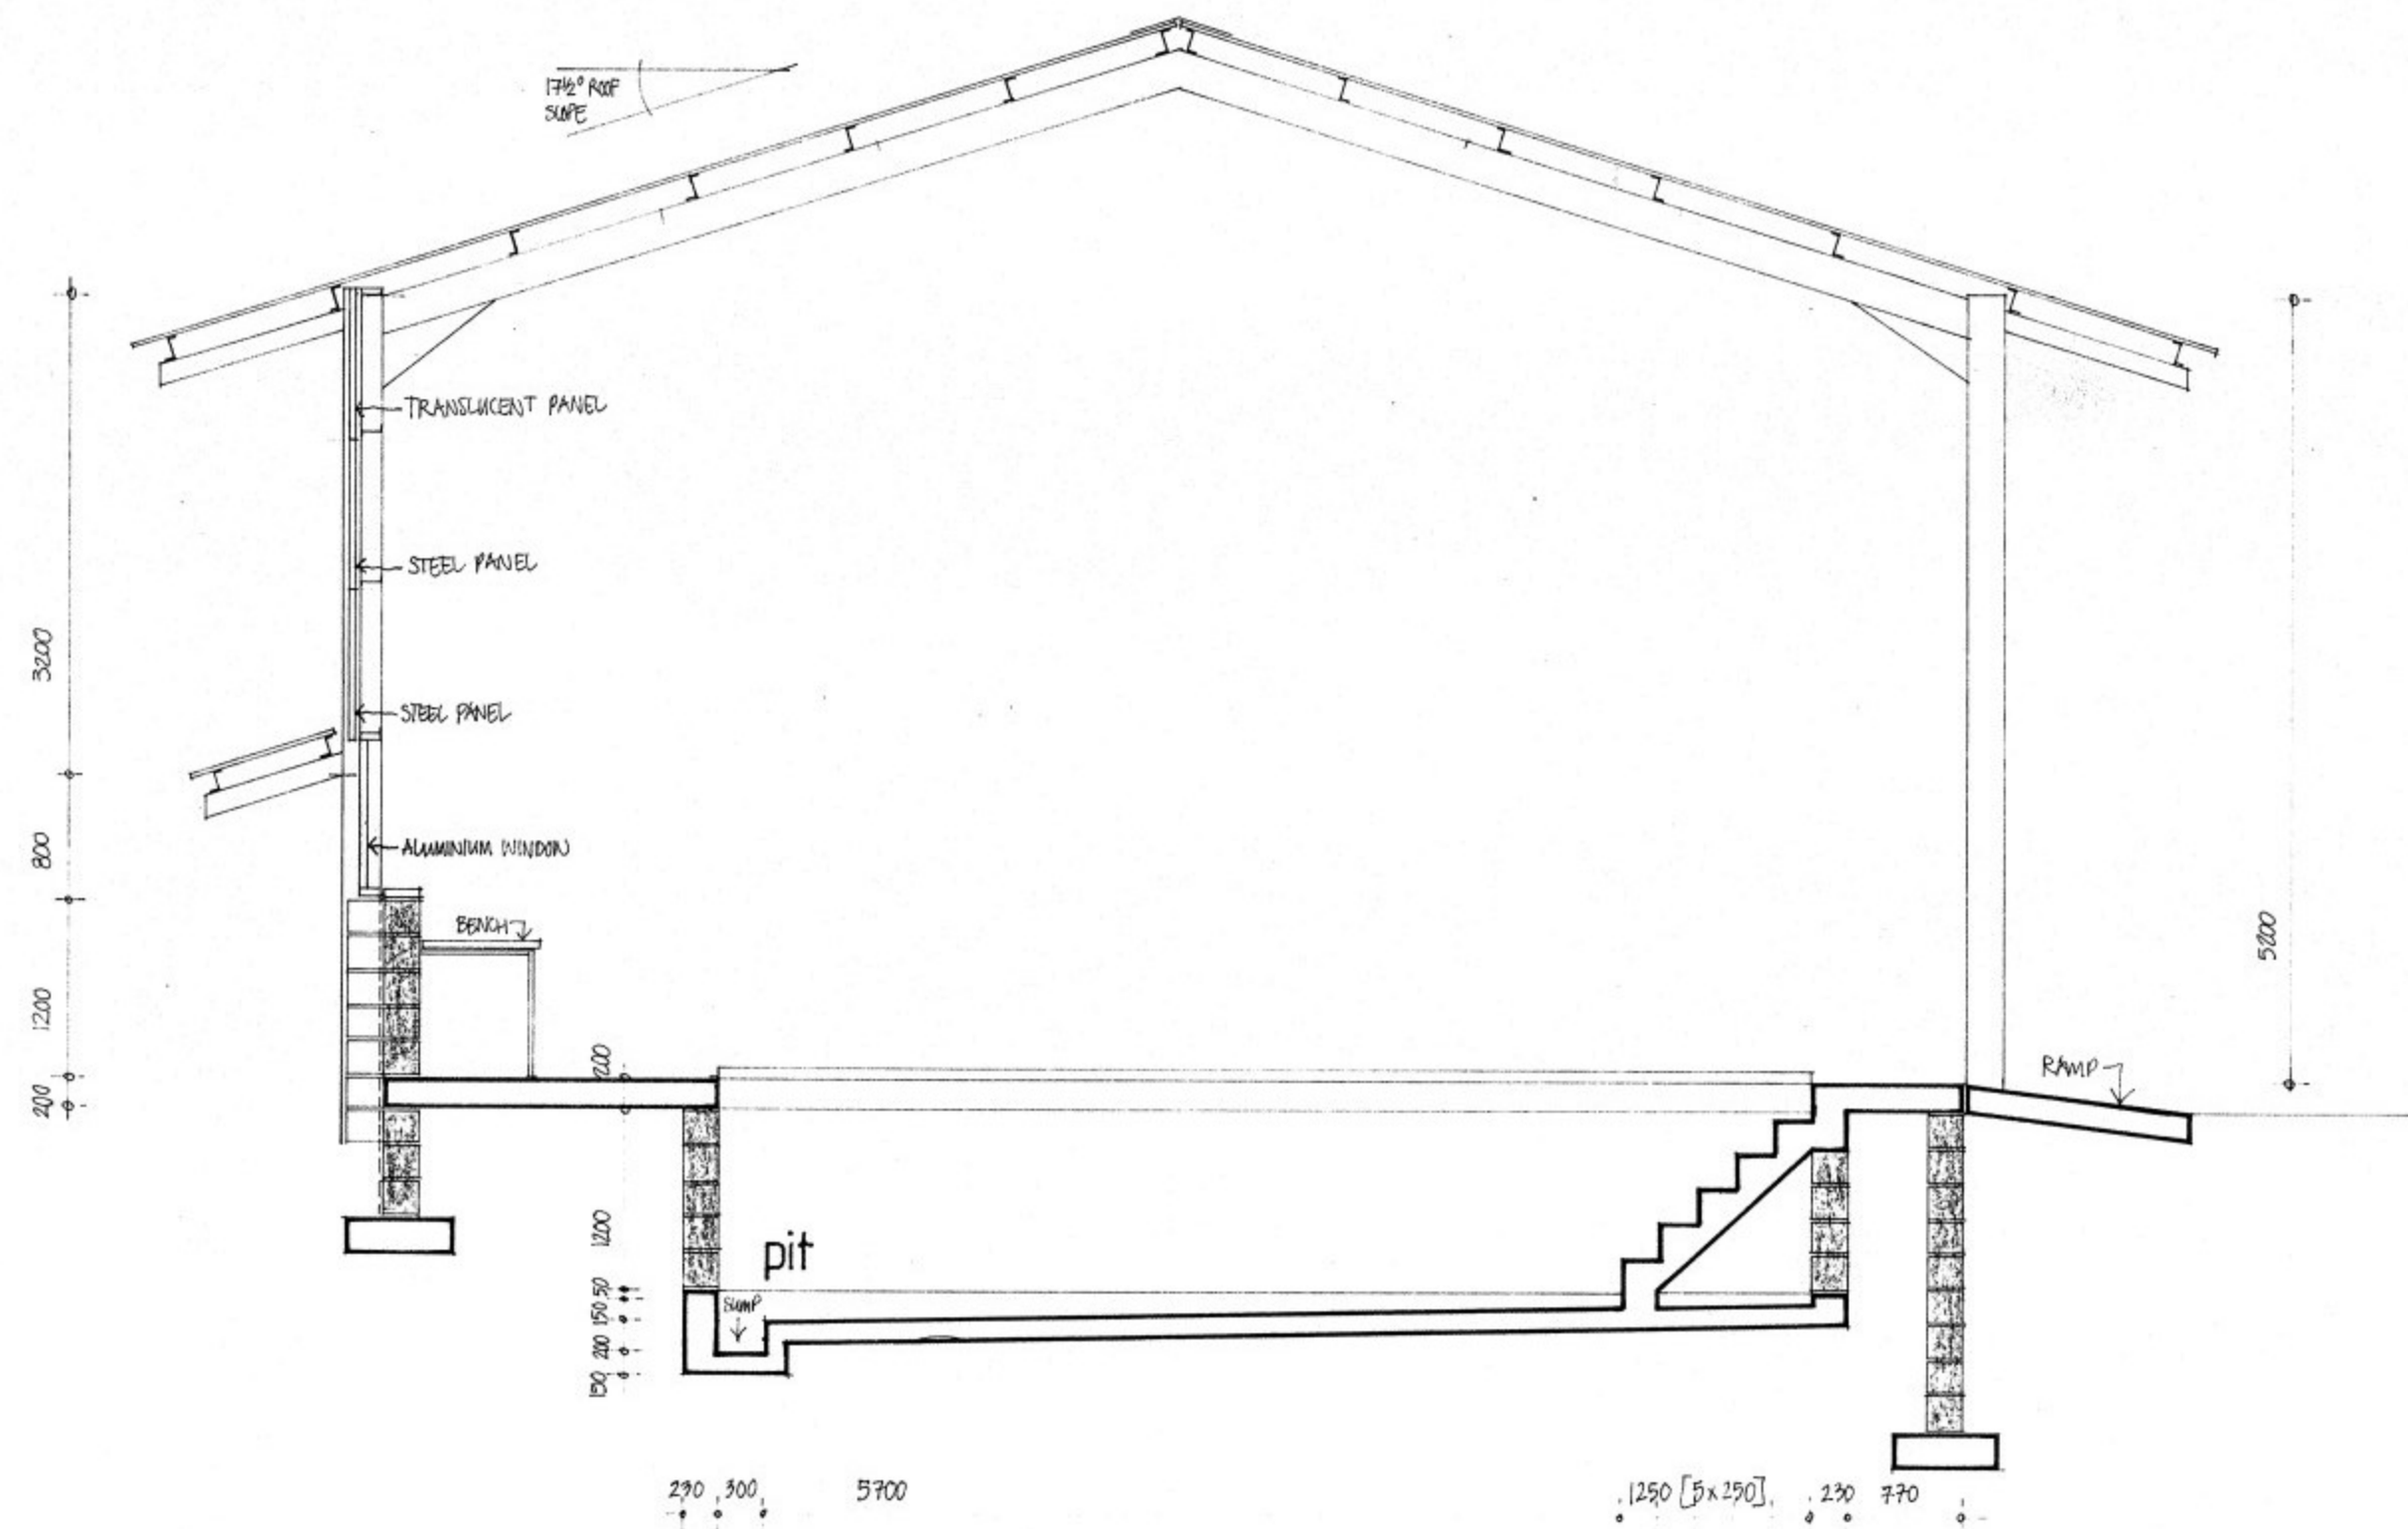 17½° ROOF
SLOPE
TRANSLUCENT PANEL
STEEL PANEL
3200
STEEL PANEL
800
ALUMINIUM WINDOW
BENCH
5200
1200
200
200
RAMP
1200
pit
50
SUMP
150
200
150
230 300 5700 1250 [5x250] 230 770